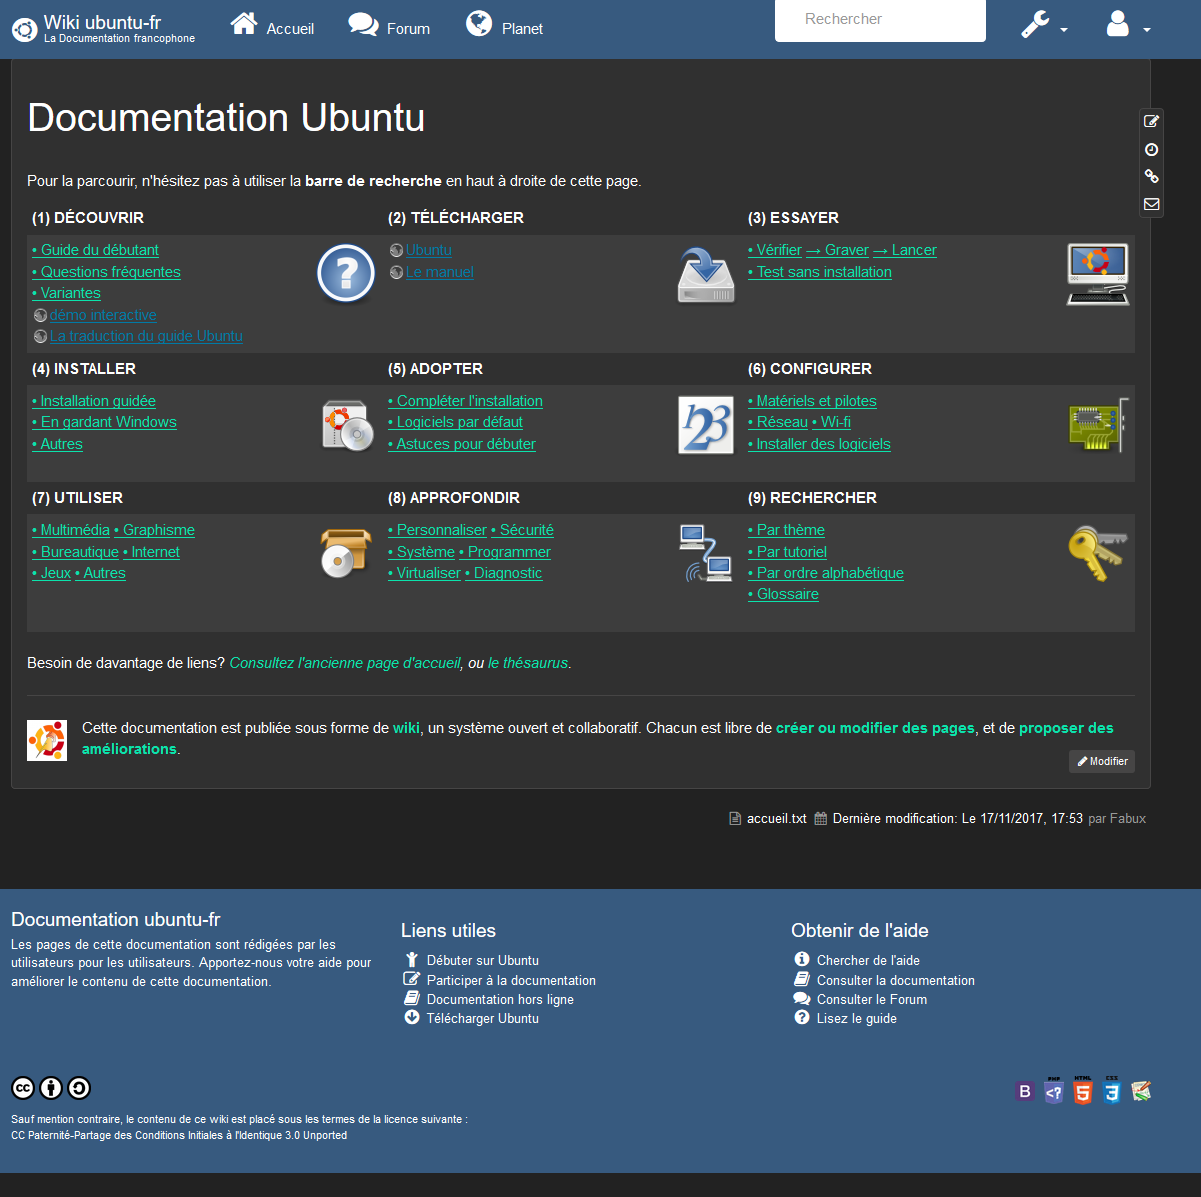 Wiki ubuntu-fr
La Documentation francophone
Accueil
Forum
Planet
Rechercher
Documentation Ubuntu
Pour la parcourir, n'hésitez pas à utiliser la barre de recherche en haut à droite de cette page.
(1) DÉCOUVRIR
• Guide du débutant
• Questions fréquentes
• Variantes
démo interactive
La traduction du guide Ubuntu
(2) TÉLÉCHARGER
Ubuntu
Le manuel
(3) ESSAYER
• Vérifier → Graver → Lancer
• Test sans installation
(4) INSTALLER
• Installation guidée
• En gardant Windows
• Autres
(5) ADOPTER
• Compléter l'installation
• Logiciels par défaut
• Astuces pour débuter
123
(6) CONFIGURER
• Matériels et pilotes
• Réseau • Wi-fi
• Installer des logiciels
(7) UTILISER
• Multimédia • Graphisme
• Bureautique • Internet
• Jeux • Autres
(8) APPROFONDIR
• Personnaliser • Sécurité
• Système • Programmer
• Virtualiser • Diagnostic
(9) RECHERCHER
• Par thème
• Par tutoriel
• Par ordre alphabétique
• Glossaire
Besoin de davantage de liens? Consultez l'ancienne page d'accueil, ou le thésaurus.
Cette documentation est publiée sous forme de wiki, un système ouvert et collaboratif. Chacun est libre de créer ou modifier des pages, et de proposer des
améliorations.
Modifier
accueil.txt Dernière modification: Le 17/11/2017, 17:53 par Fabux
Documentation ubuntu-fr
Les pages de cette documentation sont rédigées par les
utilisateurs pour les utilisateurs. Apportez-nous votre aide pour
améliorer le contenu de cette documentation.
Liens utiles
Débuter sur Ubuntu
Participer à la documentation
Documentation hors ligne
Télécharger Ubuntu
Obtenir de l'aide
Chercher de l'aide
Consulter la documentation
Consulter le Forum
Lisez le guide
cc
B
PHP
<?
HTML
5
CSS
3
Sauf mention contraire, le contenu de ce wiki est placé sous les termes de la licence suivante :
CC Paternité-Partage des Conditions Initiales à l'Identique 3.0 Unported